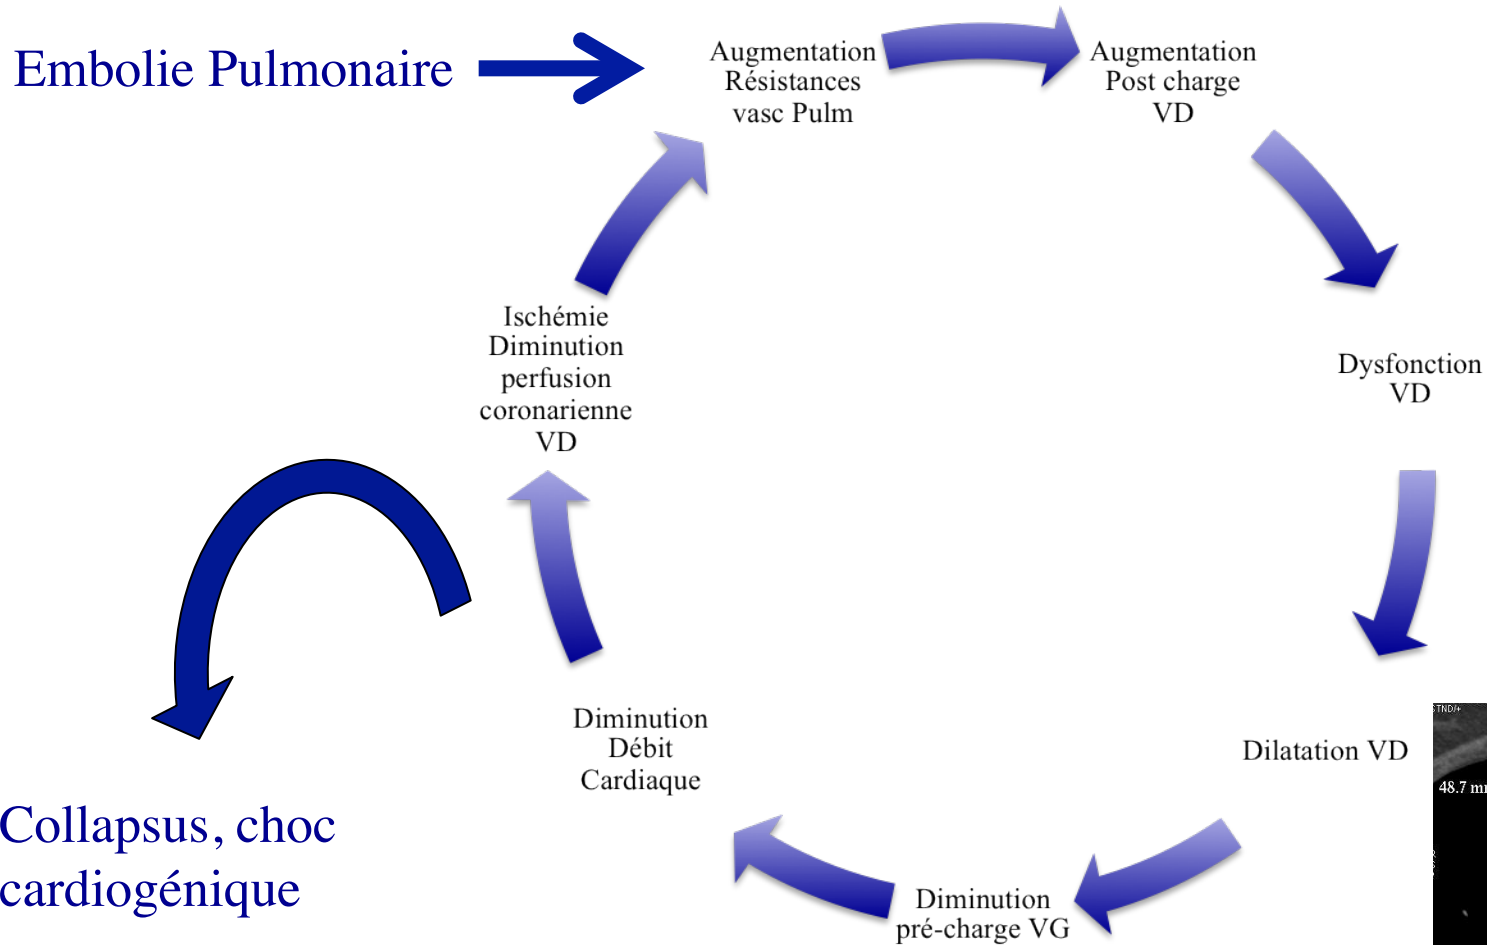 Embolie Pulmonaire
Augmentation
Résistances
vasc Pulm
Augmentation
Post charge
VD
Dysfonction
VD
Dilatation VD
Diminution
pré-charge VG
Diminution
Débit
Cardiaque
Ischémie
Diminution
perfusion
coronarienne
VD
Collapsus, choc
cardiogénique
TND/+
48.7